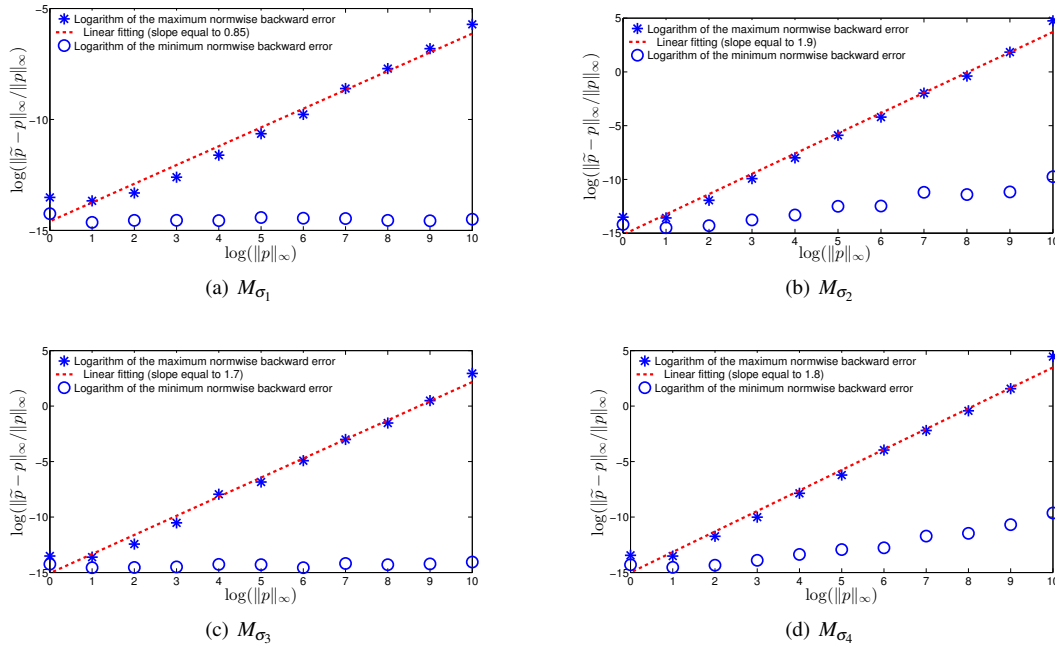 Logarithm of the maximum normwise backward error
Linear fitting (slope equal to 0.85)
Logarithm of the minimum normwise backward error
log(‖p̃ − p‖∞/‖p‖∞)
−5
−10
−15
0 1 2 3 4 5 6 7 8 9 10
log(‖p‖∞)
(a) Mσ1
Logarithm of the maximum normwise backward error
Linear fitting (slope equal to 1.9)
Logarithm of the minimum normwise backward error
log(‖p̃ − p‖∞/‖p‖∞)
5
0
−5
−10
−15
0 1 2 3 4 5 6 7 8 9 10
log(‖p‖∞)
(b) Mσ2
Logarithm of the maximum normwise backward error
Linear fitting (slope equal to 1.7)
Logarithm of the minimum normwise backward error
log(‖p̃ − p‖∞/‖p‖∞)
5
0
−5
−10
−15
0 1 2 3 4 5 6 7 8 9 10
log(‖p‖∞)
(c) Mσ3
Logarithm of the maximum normwise backward error
Linear fitting (slope equal to 1.8)
Logarithm of the minimum normwise backward error
log(‖p̃ − p‖∞/‖p‖∞)
5
0
−5
−10
−15
0 1 2 3 4 5 6 7 8 9 10
log(‖p‖∞)
(d) Mσ4